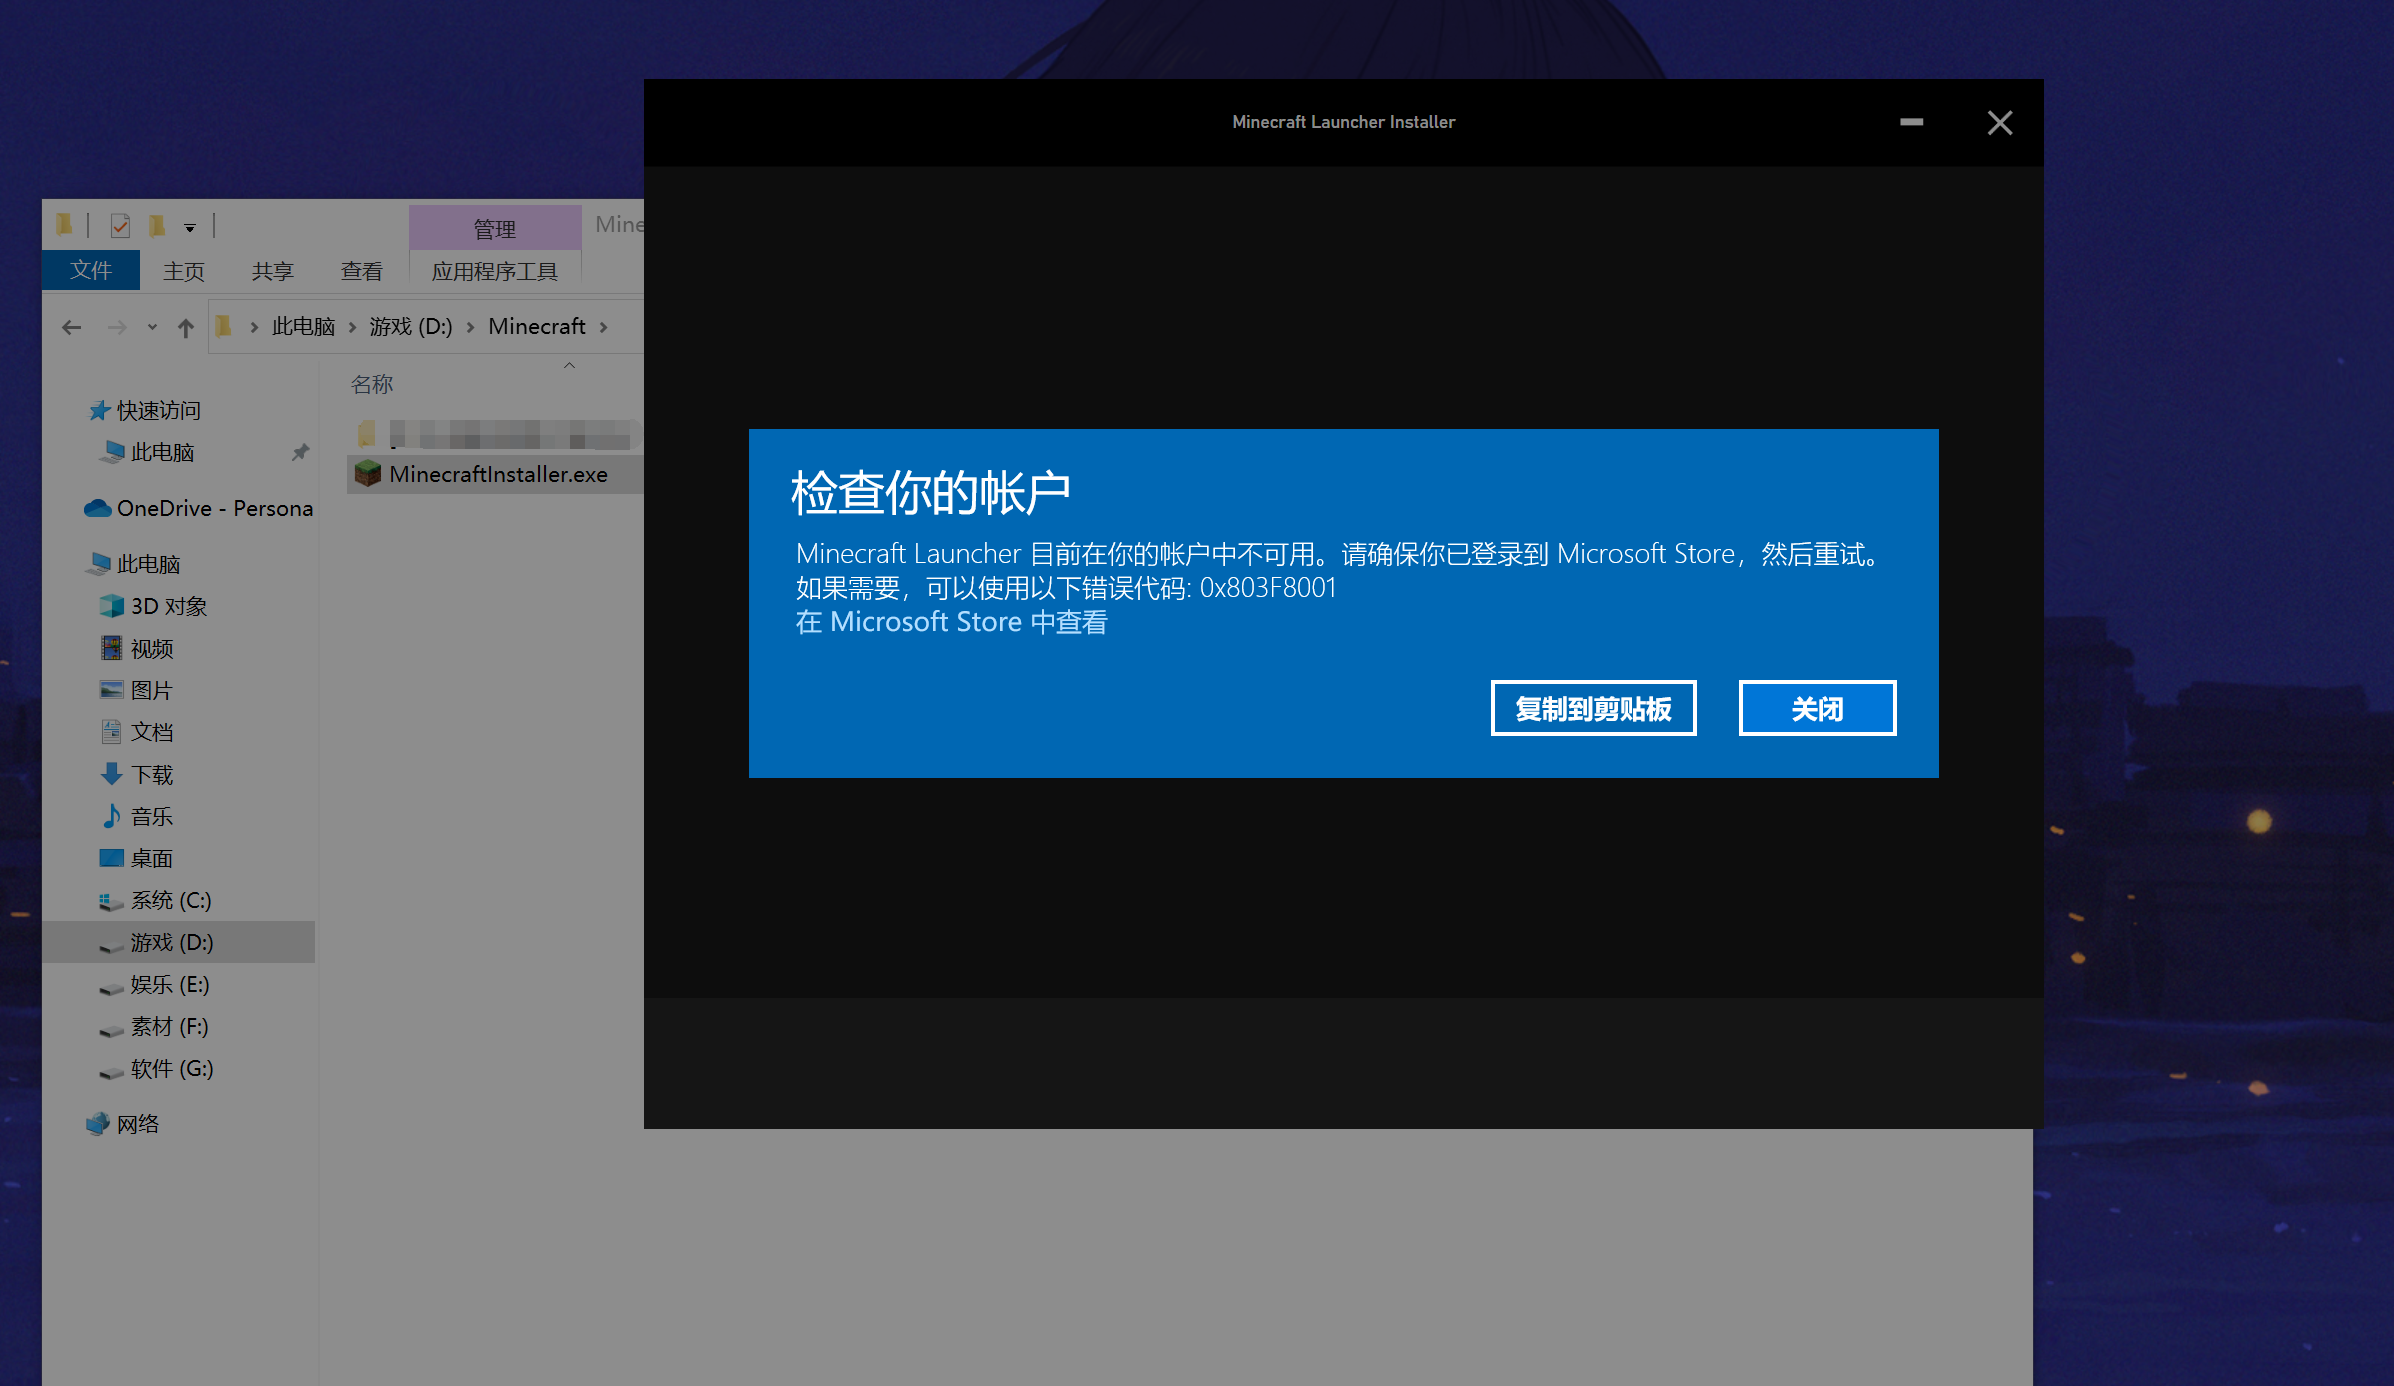 Minecraft Launcher Installer
管理
Mine
文件
主页
共享
查看
应用程序工具
此电脑
游戏 (D:)
Minecraft
名称
快速访问
此电脑
MinecraftInstaller.exe
OneDrive - Persona
此电脑
3D 对象
视频
图片
文档
下载
音乐
桌面
系统 (C:)
游戏 (D:)
娱乐 (E:)
素材 (F:)
软件 (G:)
网络
检查你的帐户
Minecraft Launcher 目前在你的帐户中不可用。请确保你已登录到 Microsoft Store，然后重试。
如果需要，可以使用以下错误代码: 0x803F8001
在 Microsoft Store 中查看
复制到剪贴板
关闭